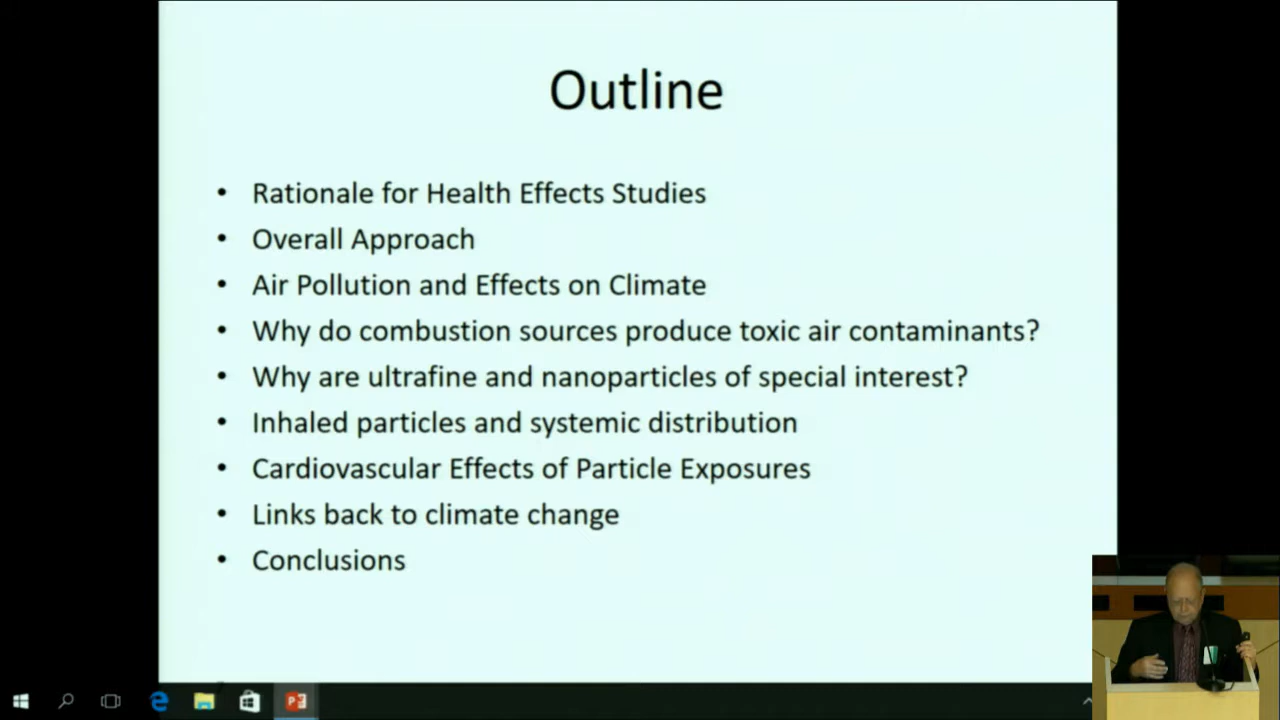 Outline
• Rationale for Health Effects Studies
• Overall Approach
• Air Pollution and Effects on Climate
• Why do combustion sources produce toxic air contaminants?
• Why are ultrafine and nanoparticles of special interest?
• Inhaled particles and systemic distribution
• Cardiovascular Effects of Particle Exposures
• Links back to climate change
• Conclusions